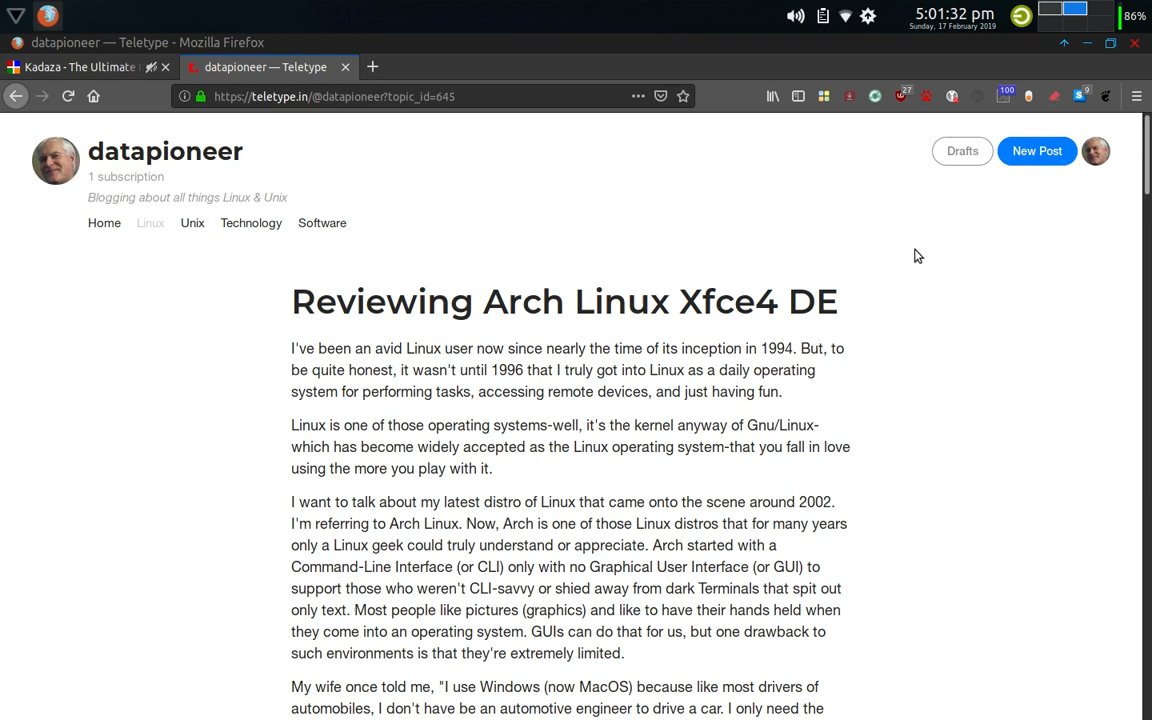 5:01:32 pm
Sunday, 17 February 2019
86%
datapioneer — Teletype - Mozilla Firefox
Kadaza - The Ultimate
t. datapioneer — Teletype
https://teletype.in/@datapioneer?topic_id=645
27
100
9
datapioneer
1 subscription
Blogging about all things Linux & Unix
Drafts
New Post
Home Linux Unix Technology Software
Reviewing Arch Linux Xfce4 DE
I've been an avid Linux user now since nearly the time of its inception in 1994. But, to
be quite honest, it wasn't until 1996 that I truly got into Linux as a daily operating
system for performing tasks, accessing remote devices, and just having fun.
Linux is one of those operating systems-well, it's the kernel anyway of Gnu/Linux-
which has become widely accepted as the Linux operating system-that you fall in love
using the more you play with it.
I want to talk about my latest distro of Linux that came onto the scene around 2002.
I'm referring to Arch Linux. Now, Arch is one of those Linux distros that for many years
only a Linux geek could truly understand or appreciate. Arch started with a
Command-Line Interface (or CLI) only with no Graphical User Interface (or GUI) to
support those who weren't CLI-savvy or shied away from dark Terminals that spit out
only text. Most people like pictures (graphics) and like to have their hands held when
they come into an operating system. GUIs can do that for us, but one drawback to
such environments is that they're extremely limited.
My wife once told me, "I use Windows (now MacOS) because like most drivers of
automobiles, I don't have be an automotive engineer to drive a car. I only need the